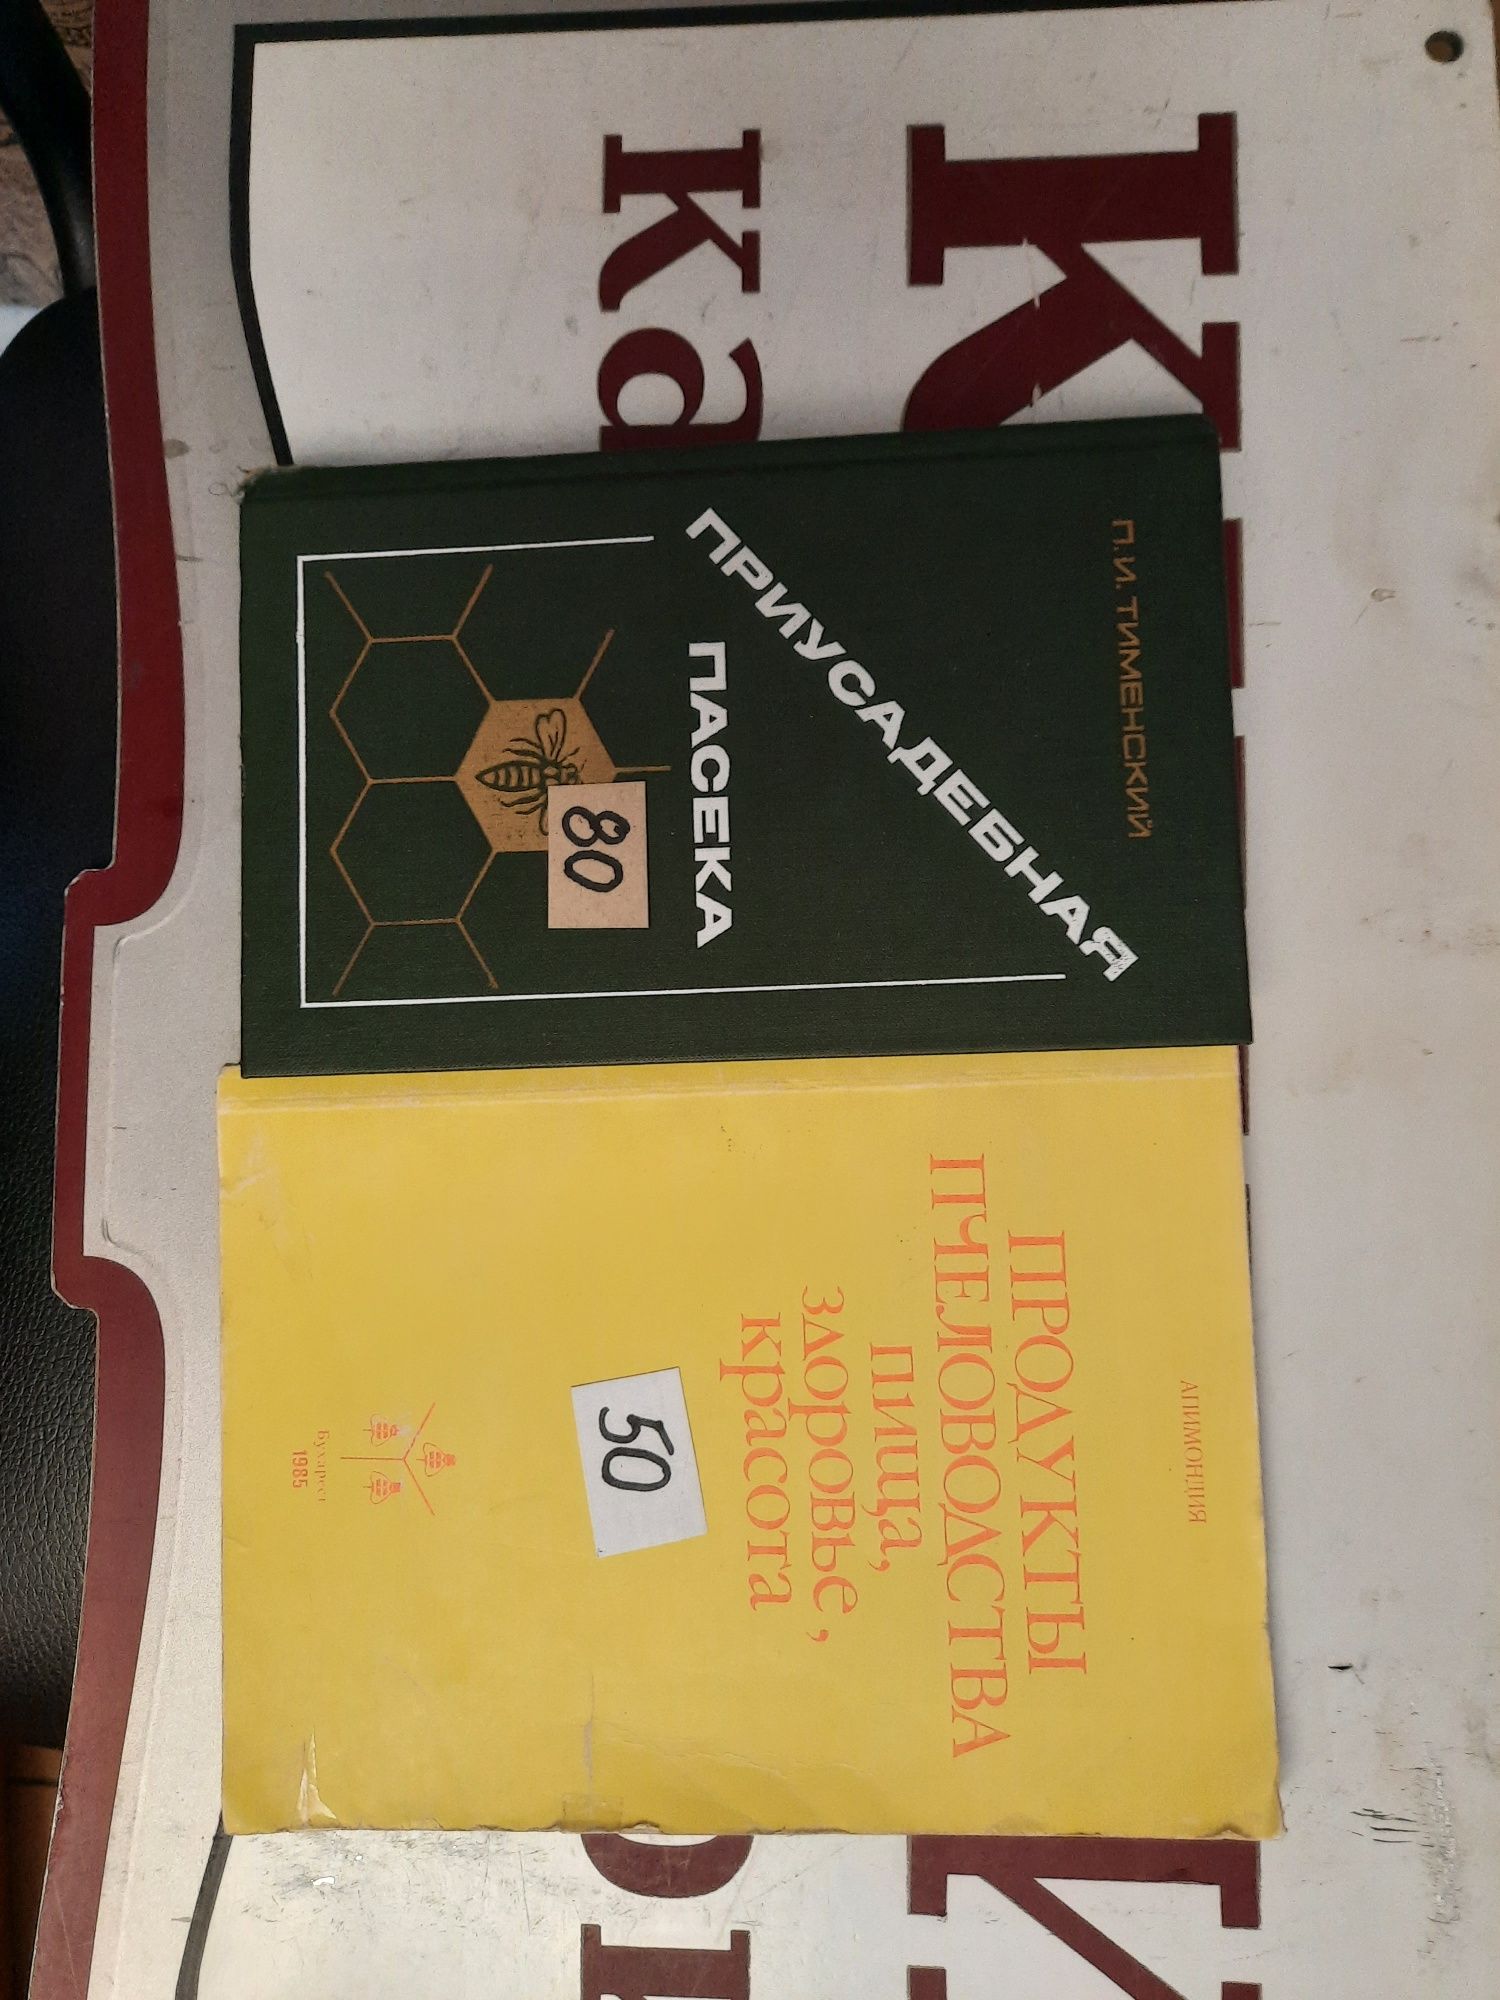 П. И. ТИМЕНСКИЙ
ПРИУСАДЕБНАЯ
ПАСЕКА
80
АПИМОНДИЯ
ПРОДУКТЫ
ПЧЕЛОВОДСТВА
пища,
здоровье,
красота
50
Бухарест
1985